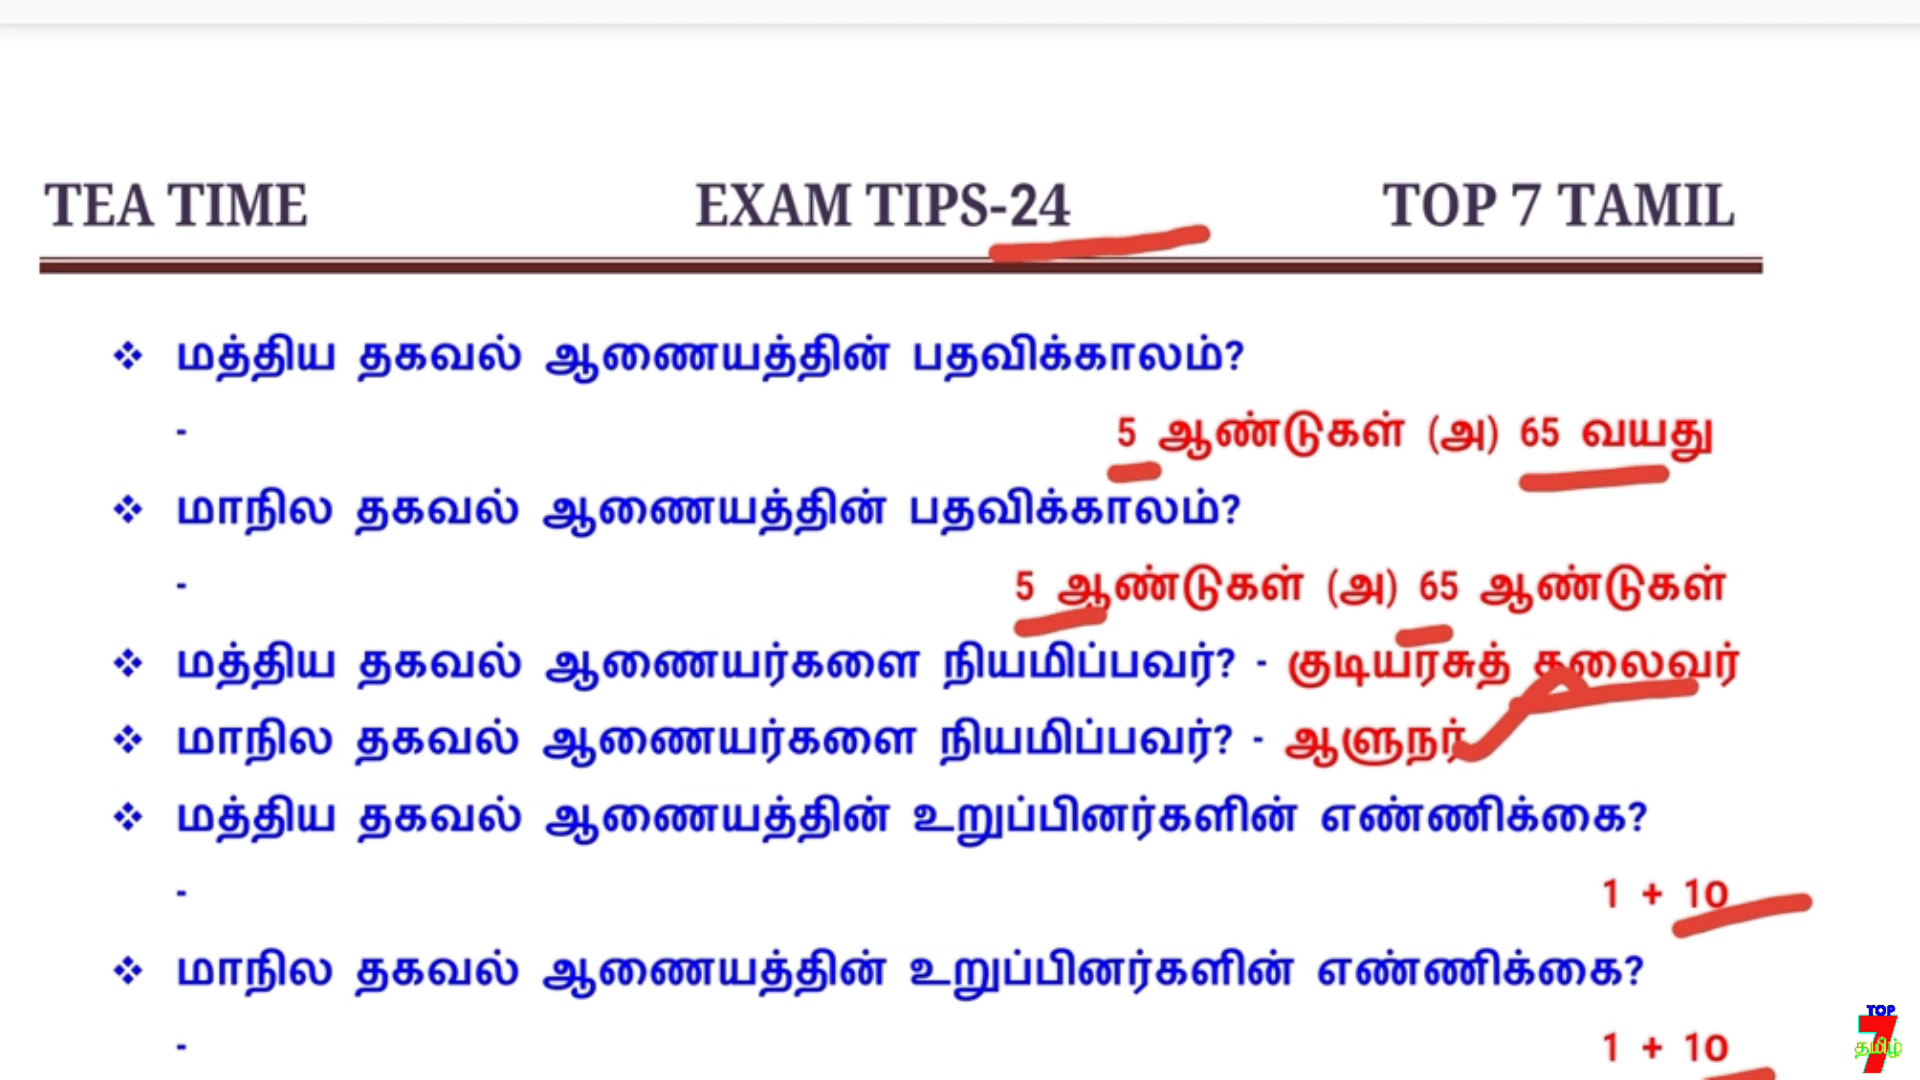 TEA TIME EXAM TIPS-24 TOP 7 TAMIL
❖ மத்திய தகவல் ஆணையத்தின் பதவிக்காலம்?
- 5 ஆண்டுகள் (அ) 65 வயது
❖ மாநில தகவல் ஆணையத்தின் பதவிக்காலம்?
- 5 ஆண்டுகள் (அ) 65 ஆண்டுகள்
❖ மத்திய தகவல் ஆணையர்களை நியமிப்பவர்? - குடியரசுத் தலைவர்
❖ மாநில தகவல் ஆணையர்களை நியமிப்பவர்? - ஆளுநர்
❖ மத்திய தகவல் ஆணையத்தின் உறுப்பினர்களின் எண்ணிக்கை?
- 1 + 10
❖ மாநில தகவல் ஆணையத்தின் உறுப்பினர்களின் எண்ணிக்கை?
- 1 + 10
TOP
7
தமிழ்